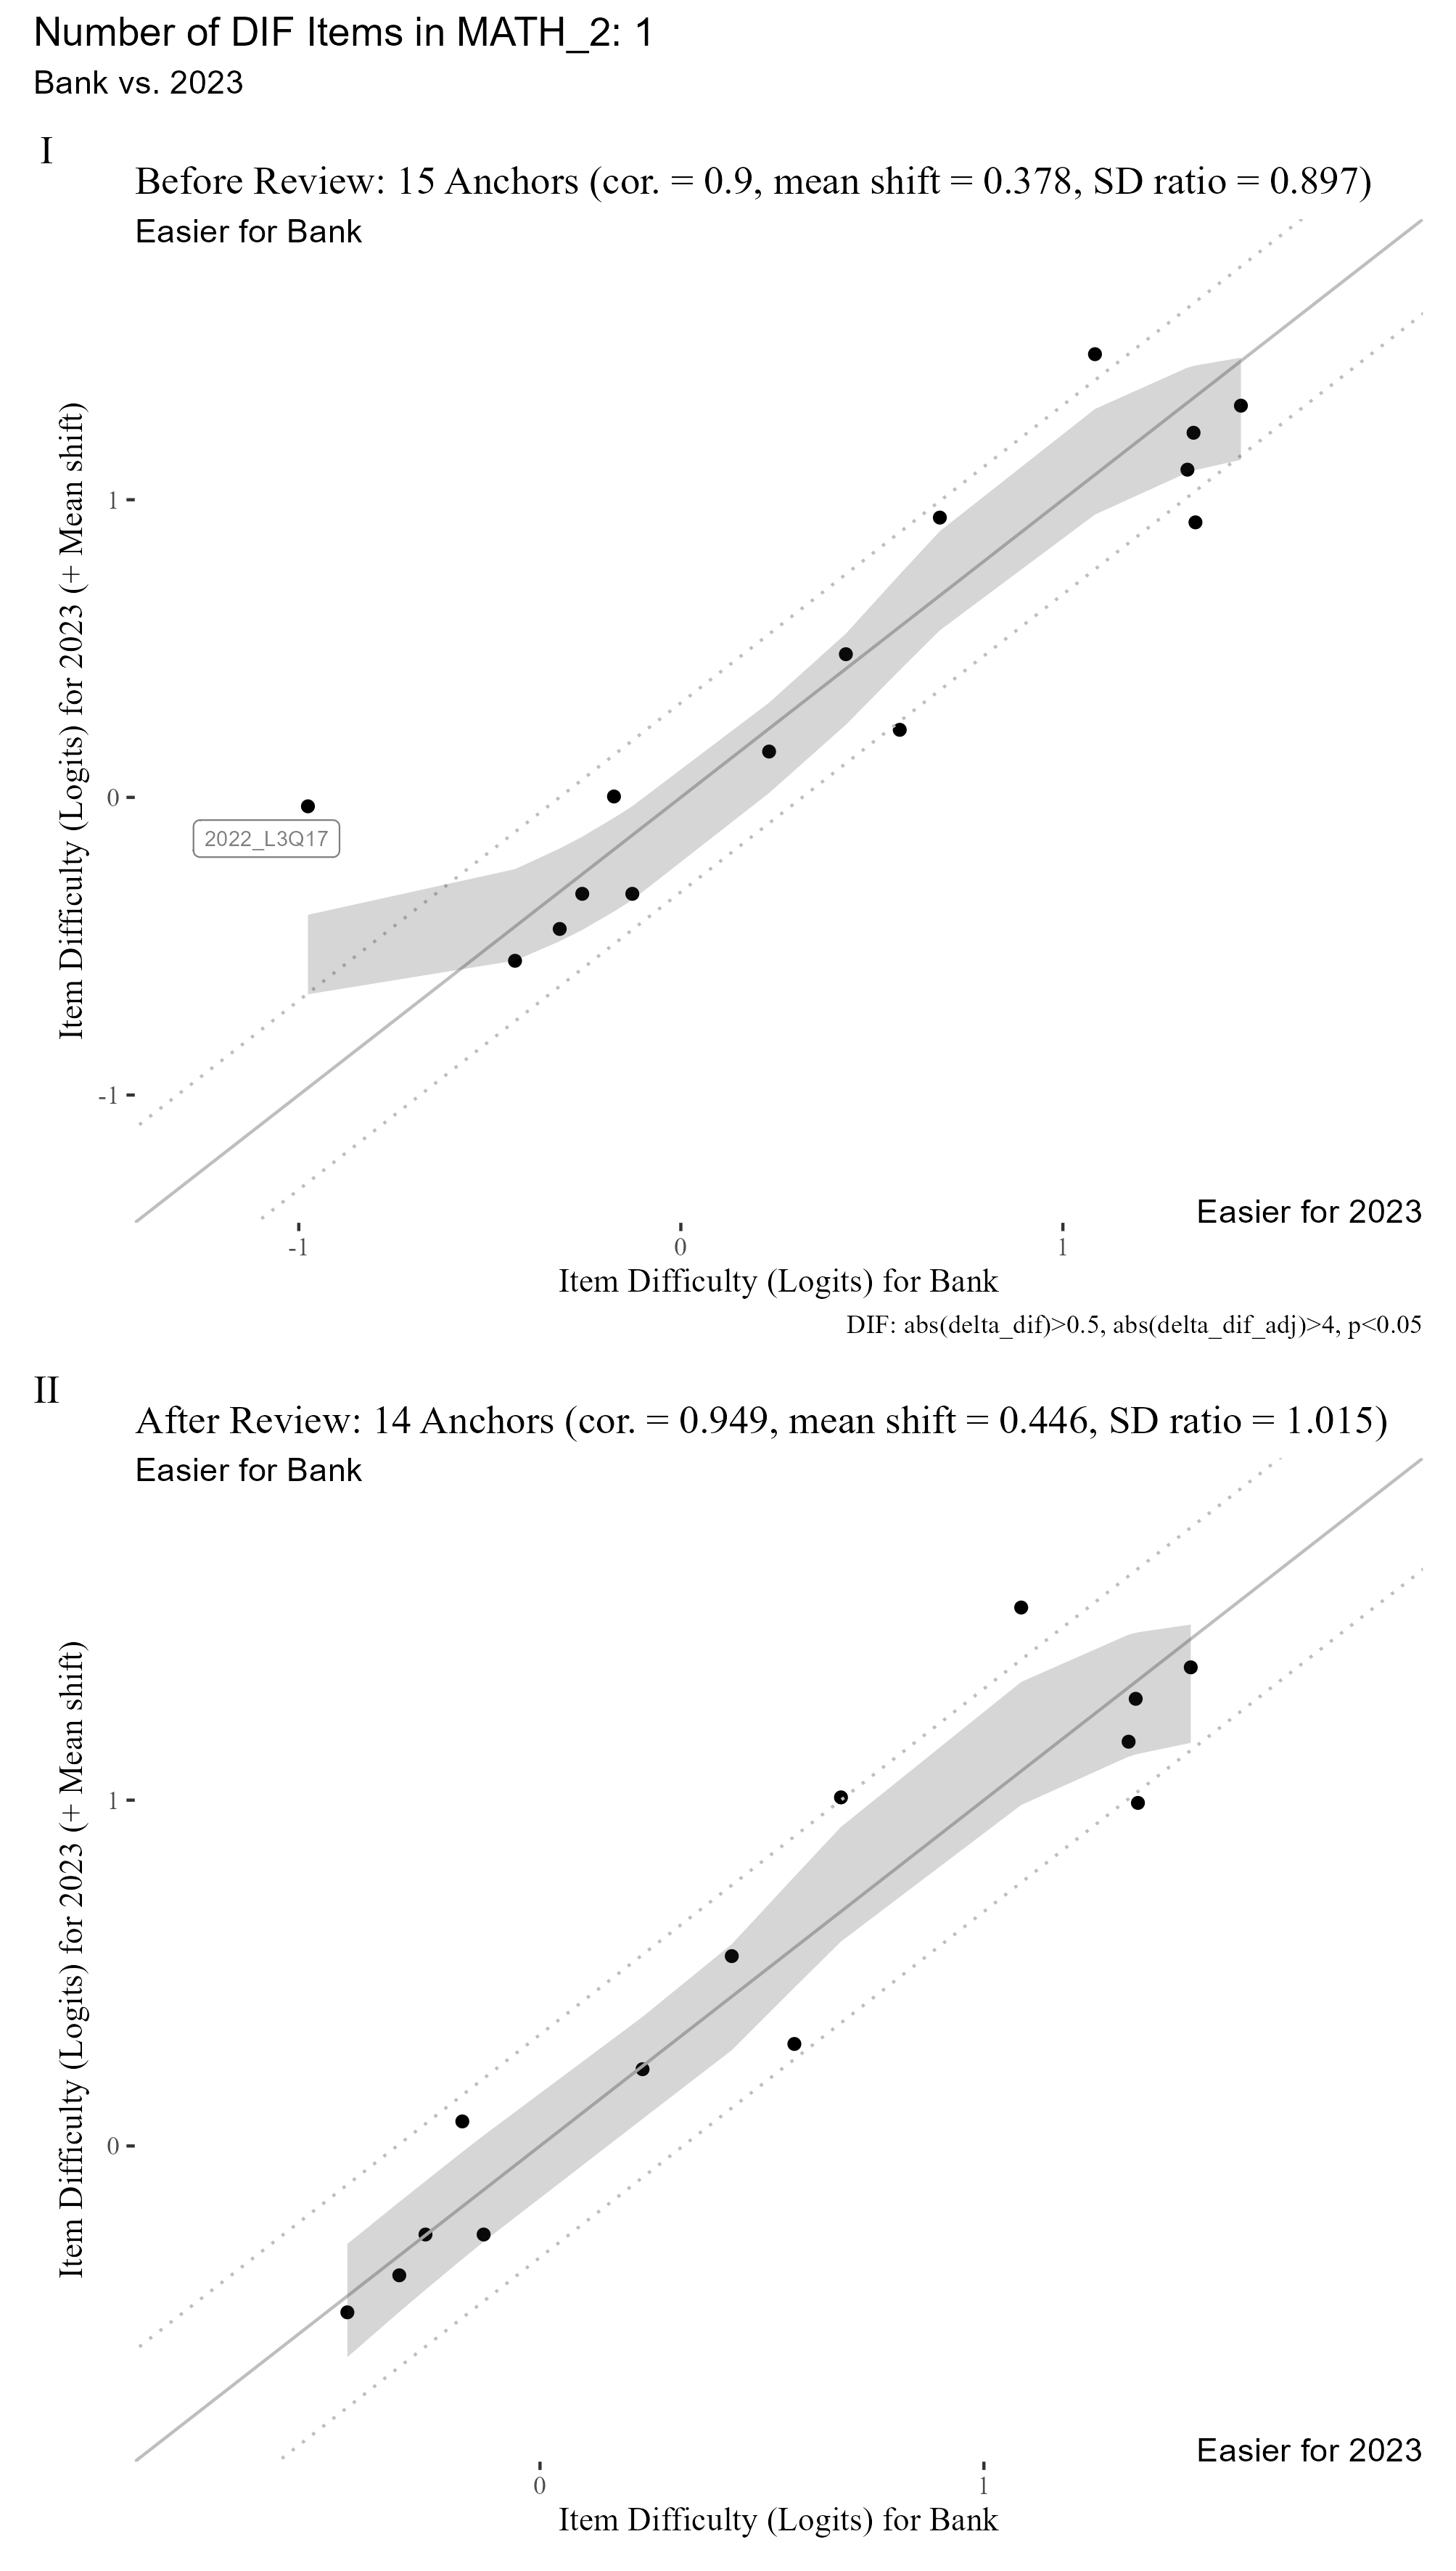 Number of DIF Items in MATH_2: 1
Bank vs. 2023
I
Before Review: 15 Anchors (cor. = 0.9, mean shift = 0.378, SD ratio = 0.897)
Easier for Bank
Item Difficulty (Logits) for 2023 (+ Mean shift)
1
0
-1
2022_L3Q17
Easier for 2023
-1 0 1
Item Difficulty (Logits) for Bank
DIF: abs(delta_dif)>0.5, abs(delta_dif_adj)>4, p<0.05
II
After Review: 14 Anchors (cor. = 0.949, mean shift = 0.446, SD ratio = 1.015)
Easier for Bank
Item Difficulty (Logits) for 2023 (+ Mean shift)
1
0
Easier for 2023
0 1
Item Difficulty (Logits) for Bank